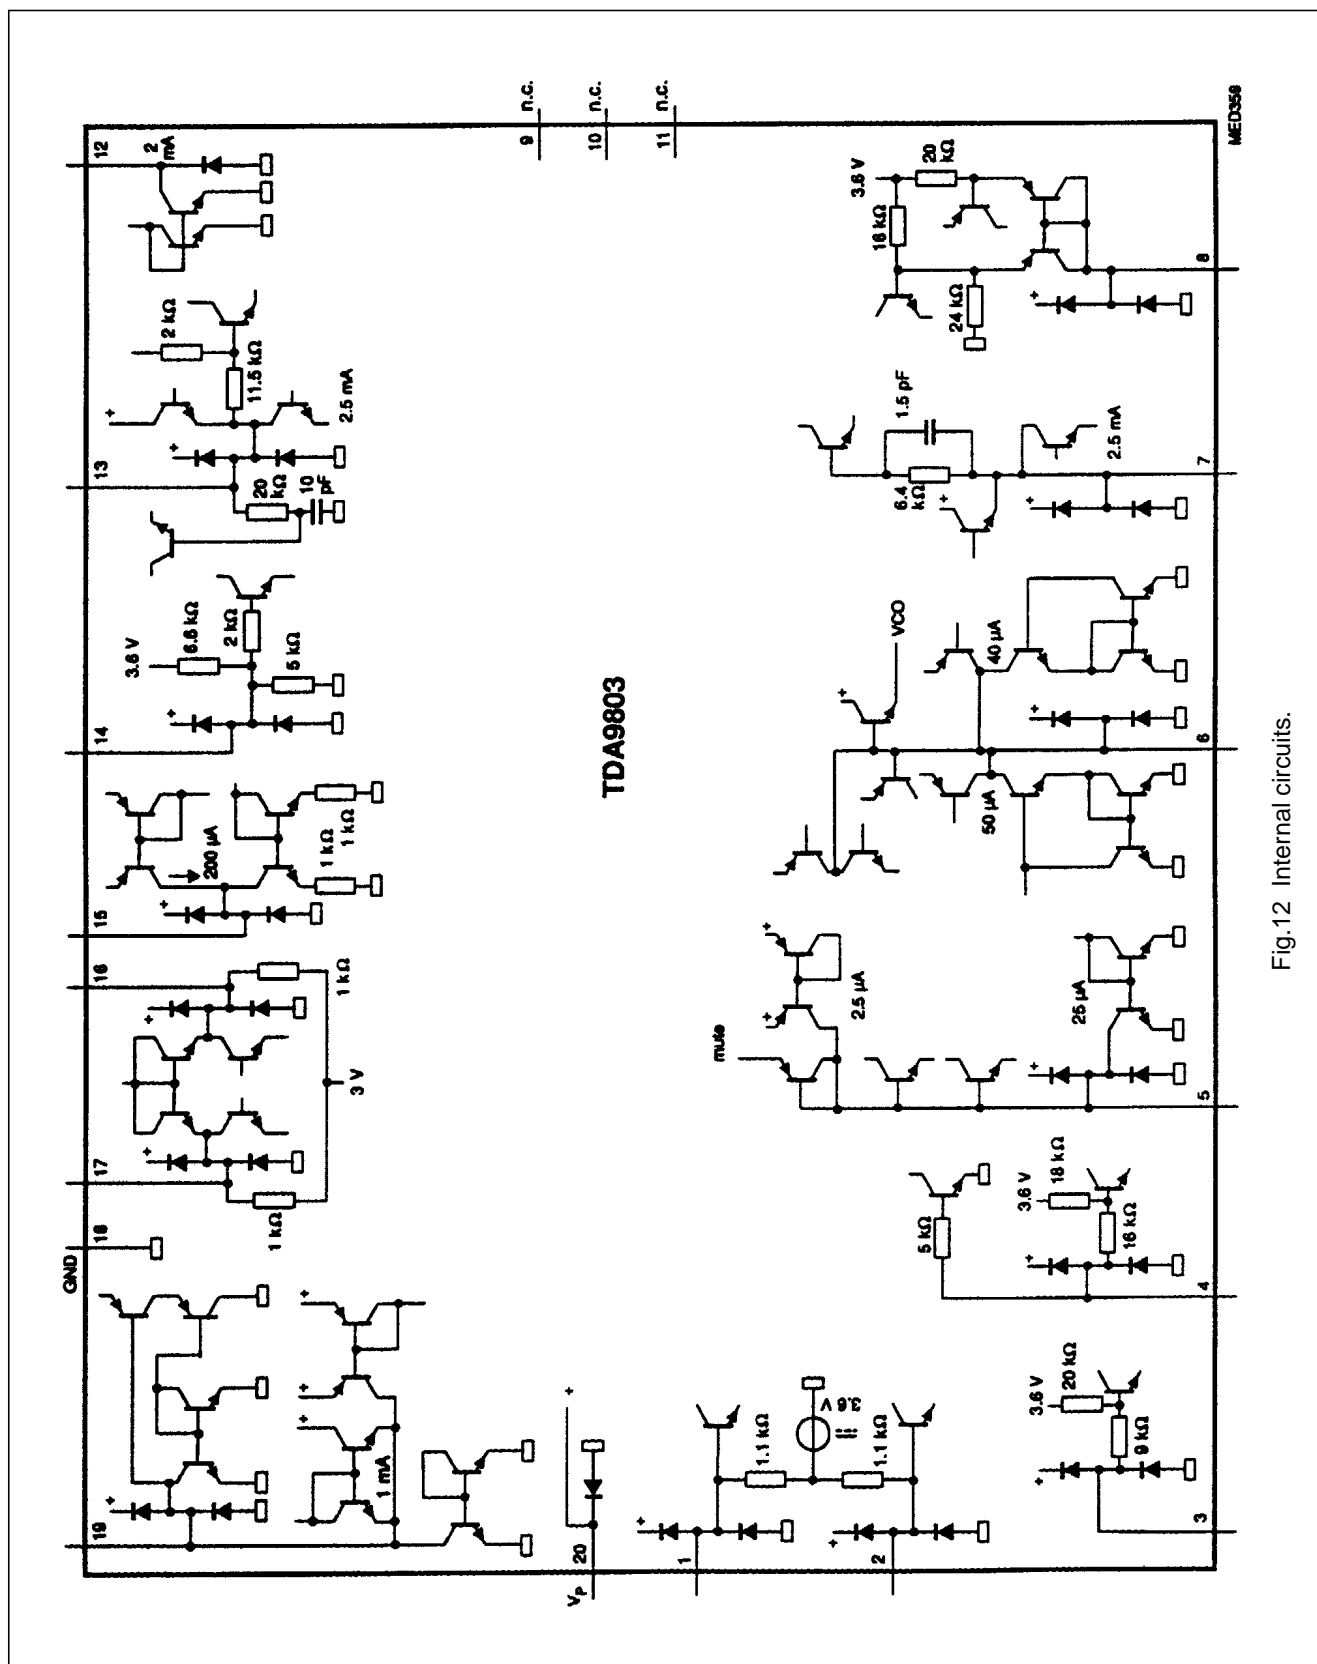 TDA9803
GND
18
17
16
15
14
13
12
19
1 kΩ
3 V
1 kΩ
200 µA
1 kΩ
1 kΩ
3.6 V
6.6 kΩ
2 kΩ
5 kΩ
20
kΩ
10
pF
2.5 mA
11.5 kΩ
2 kΩ
2
mA
1 mA
+
VP
20
9 n.c.
10 n.c.
11 n.c.
1
2
1.1 kΩ
1.1 kΩ
3.6 V
3
3.6 V
20 kΩ
9 kΩ
4
5 kΩ
3.6 V
18 kΩ
16 kΩ
5
mute
2.5 µA
25 µA
6
50 µA
40 µA
VCO
7
6.4
kΩ
1.5 pF
2.5 mA
8
24 kΩ
16 kΩ
3.6 V
20
kΩ
MED358
Fig.12 Internal circuits.